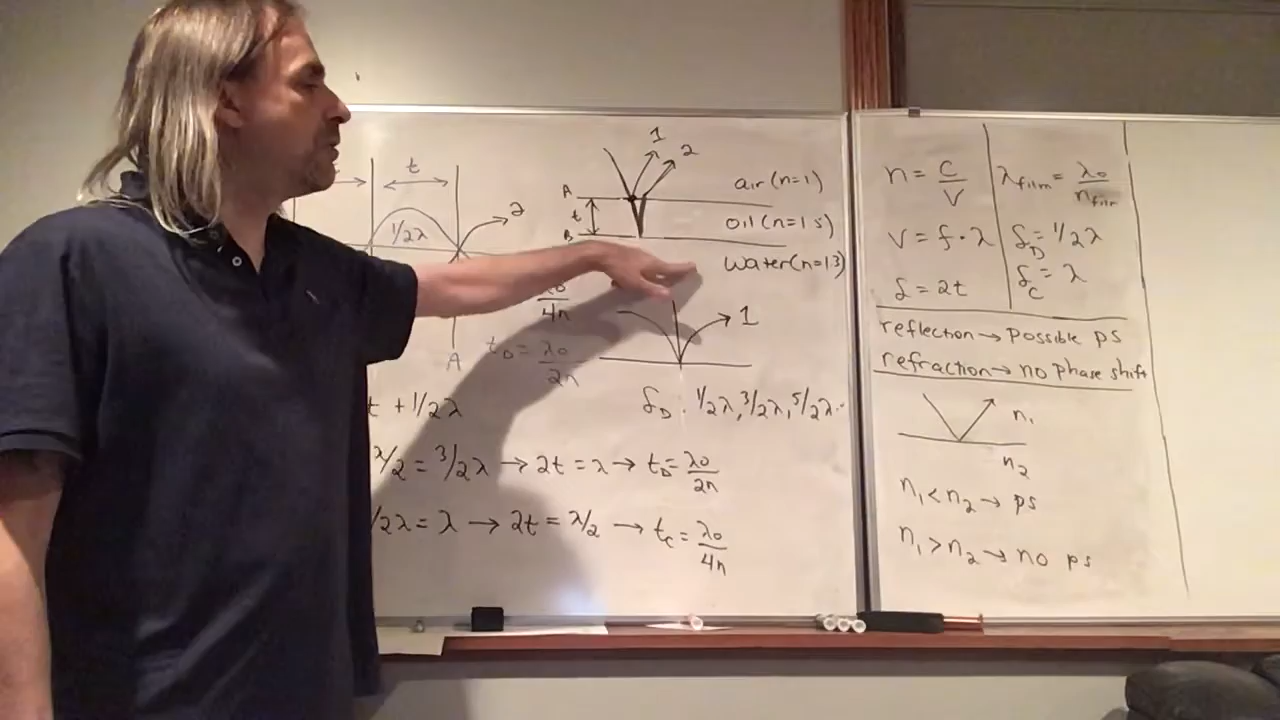 t
1/2λ
2
A
1
2
A
t
B
air (n=1)
oil (n=1.5)
water (n=1.3)
λ0/4n
tD = λ0/2n
1
t + 1/2λ
δD 1/2λ, 3/2λ, 5/2λ..
λ/2 = 3/2λ → 2t = λ → tD = λ0/2n
/2λ = λ → 2t = λ/2 → tC = λ0/4n
n = C/V
λfilm = λ0/nfilm
V = f · λ
δD = 1/2λ
δC = λ
δ = 2t
reflection → Possible ps
refraction → no phase shift
n1
n2
n1 < n2 → ps
n1 > n2 → no ps